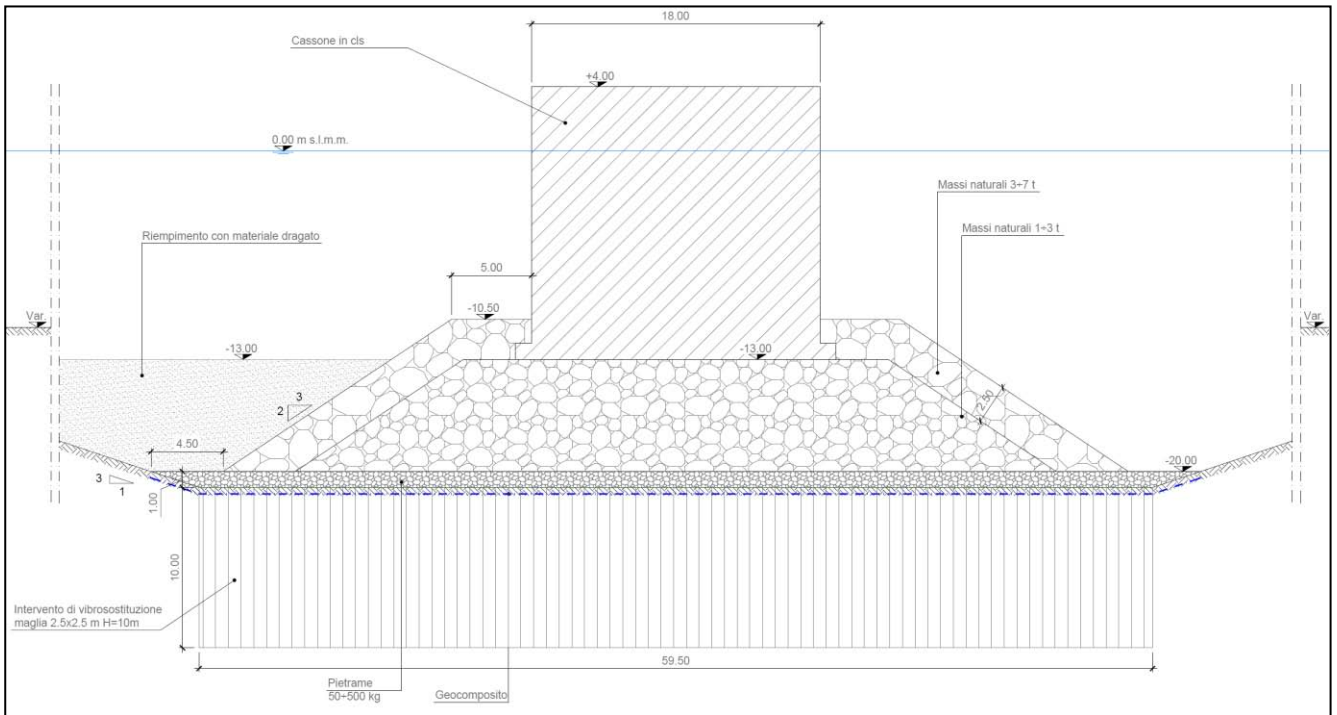 18.00
Cassone in cls
+4.00
0.00 m s.l.m.m.
Massi naturali 3÷7 t
Massi naturali 1÷3 t
Riempimento con materiale dragato
5.00
-10.50
Var.
Var.
-13.00
-13.00
3
2
2.50
4.50
-20.00
3
1
1.00
10.00
Intervento di vibrosostituzione
maglia 2.5x2.5 m H=10m
59.50
Pietrame
50÷500 kg
Geocomposito